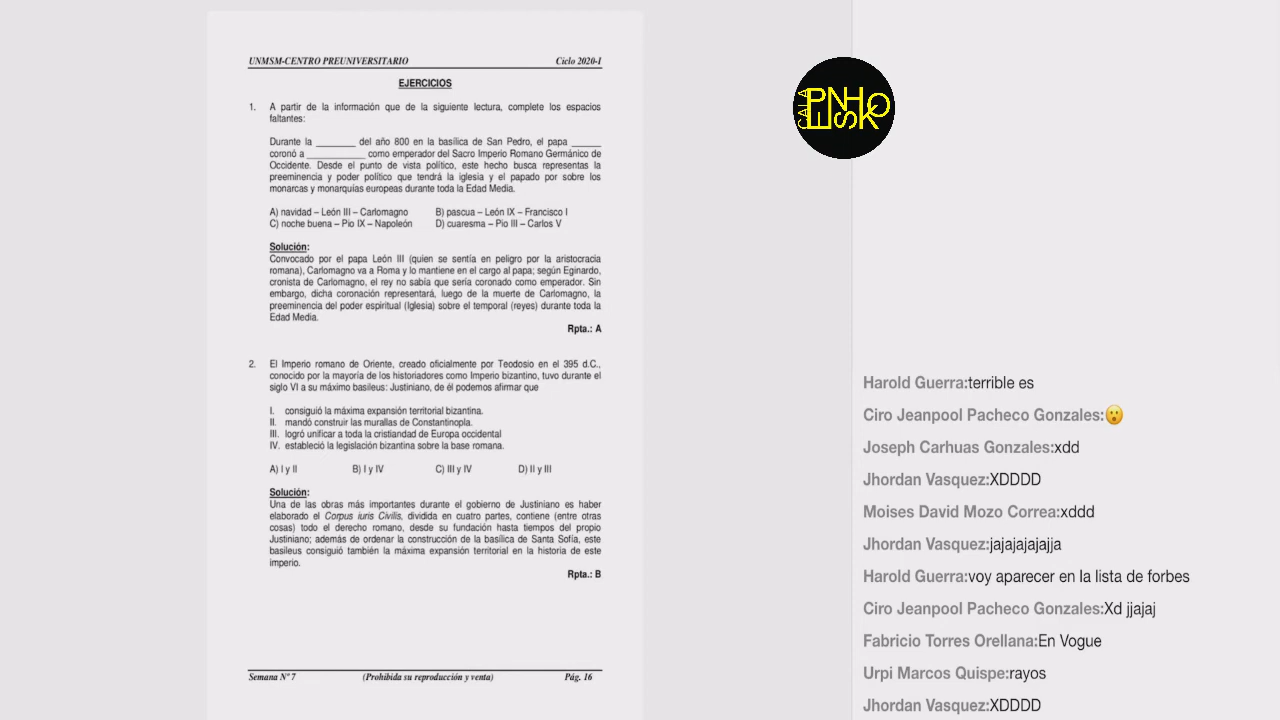 UNMSM-CENTRO PREUNIVERSITARIO Ciclo 2020-I
EJERCICIOS
1. A partir de la información que de la siguiente lectura, complete los espacios
faltantes:
Durante la ________ del año 800 en la basílica de San Pedro, el papa ______
coronó a ____________ como emperador del Sacro Imperio Romano Germánico de
Occidente. Desde el punto de vista político, este hecho busca representas la
preeminencia y poder político que tendrá la iglesia y el papado por sobre los
monarcas y monarquías europeas durante toda la Edad Media.
A) navidad – León III – Carlomagno B) pascua – León IX – Francisco I
C) noche buena – Pio IX – Napoleón D) cuaresma – Pio III – Carlos V
Solución:
Convocado por el papa León III (quien se sentía en peligro por la aristocracia
romana), Carlomagno va a Roma y lo mantiene en el cargo al papa; según Eginardo,
cronista de Carlomagno, el rey no sabía que sería coronado como emperador. Sin
embargo, dicha coronación representará, luego de la muerte de Carlomagno, la
preeminencia del poder espiritual (Iglesia) sobre el temporal (reyes) durante toda la
Edad Media.
Rpta.: A
2. El Imperio romano de Oriente, creado oficialmente por Teodosio en el 395 d.C.,
conocido por la mayoría de los historiadores como Imperio bizantino, tuvo durante el
siglo VI a su máximo basileus: Justiniano, de él podemos afirmar que
I. consiguió la máxima expansión territorial bizantina.
II. mandó construir las murallas de Constantinopla.
III. logró unificar a toda la cristiandad de Europa occidental
IV. estableció la legislación bizantina sobre la base romana.
A) I y II B) I y IV C) III y IV D) II y III
Solución:
Una de las obras más importantes durante el gobierno de Justiniano es haber
elaborado el Corpus iuris Civilis, dividida en cuatro partes, contiene (entre otras
cosas) todo el derecho romano, desde su fundación hasta tiempos del propio
Justiniano; además de ordenar la construcción de la basílica de Santa Sofía, este
basileus consiguió también la máxima expansión territorial en la historia de este
imperio.
Rpta.: B
Semana Nº 7 (Prohibida su reproducción y venta) Pág. 16
Harold Guerra:terrible es
Ciro Jeanpool Pacheco Gonzales:😮
Joseph Carhuas Gonzales:xdd
Jhordan Vasquez:XDDDD
Moises David Mozo Correa:xddd
Jhordan Vasquez:jajajajajajja
Harold Guerra:voy aparecer en la lista de forbes
Ciro Jeanpool Pacheco Gonzales:Xd jjajaj
Fabricio Torres Orellana:En Vogue
Urpi Marcos Quispe:rayos
Jhordan Vasquez:XDDDD